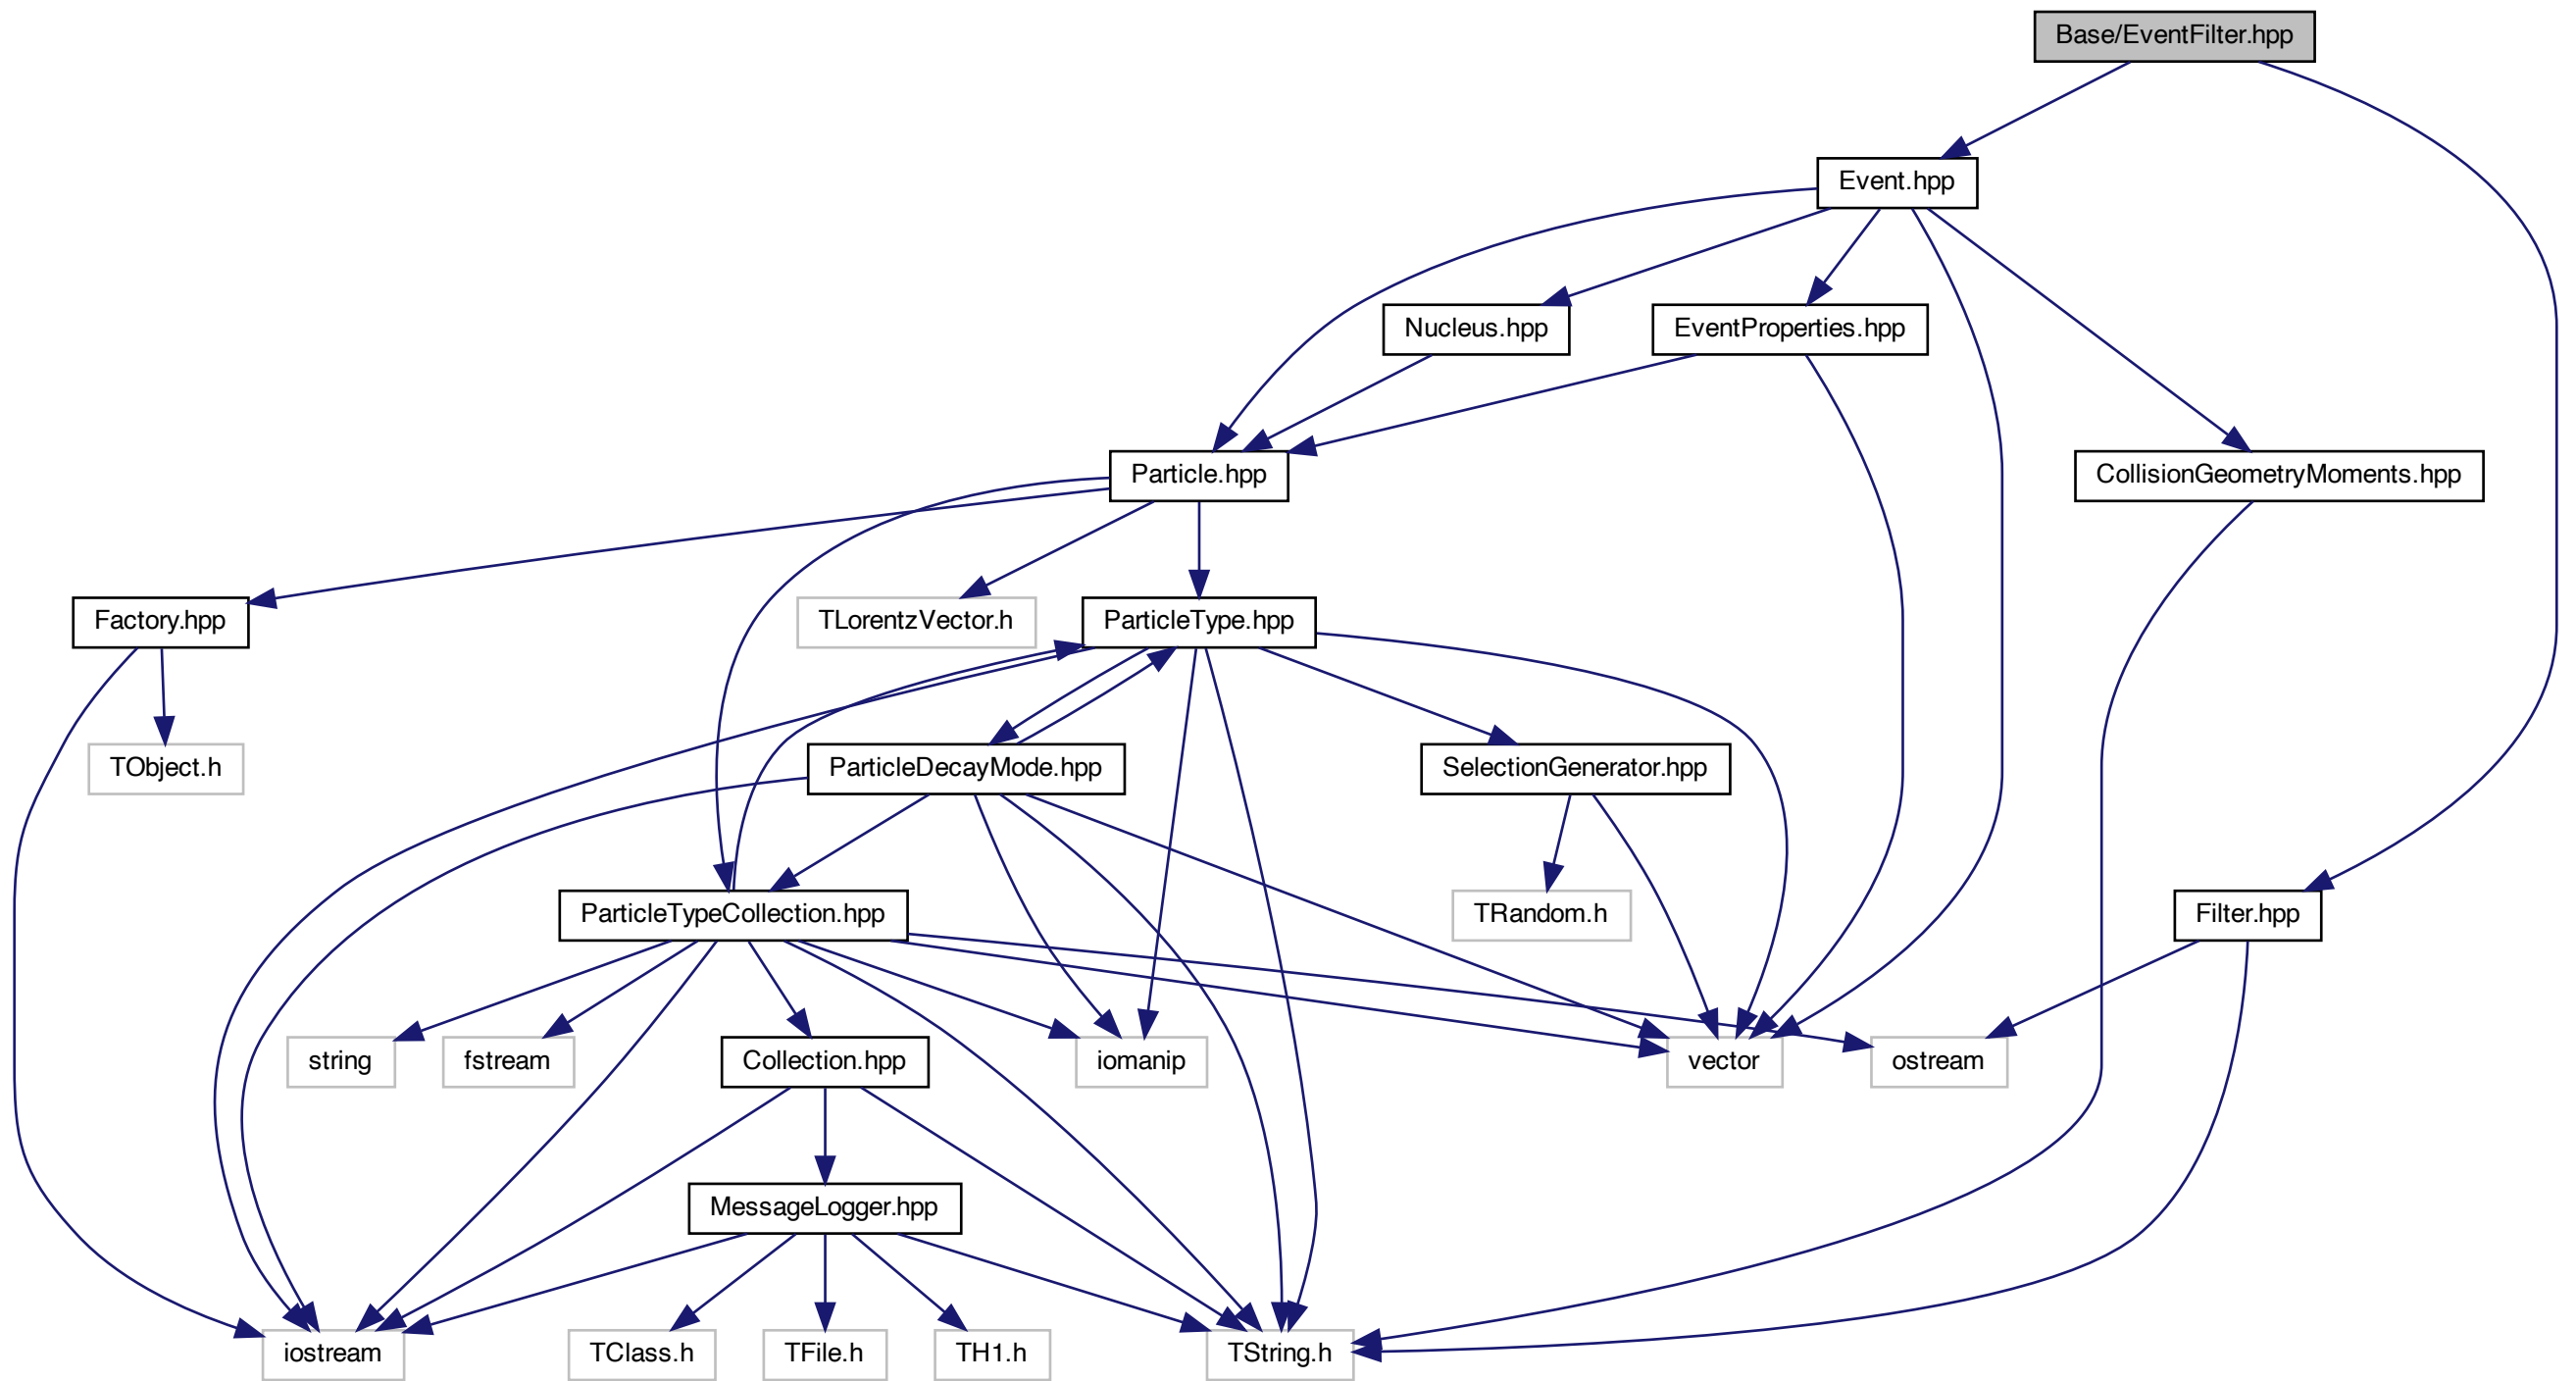 Base/EventFilter.hpp
Event.hpp
Nucleus.hpp
EventProperties.hpp
Particle.hpp
CollisionGeometryMoments.hpp
Factory.hpp
TLorentzVector.h
ParticleType.hpp
TObject.h
ParticleDecayMode.hpp
SelectionGenerator.hpp
ParticleTypeCollection.hpp
TRandom.h
Filter.hpp
string
fstream
Collection.hpp
iomanip
vector
ostream
MessageLogger.hpp
iostream
TClass.h
TFile.h
TH1.h
TString.h